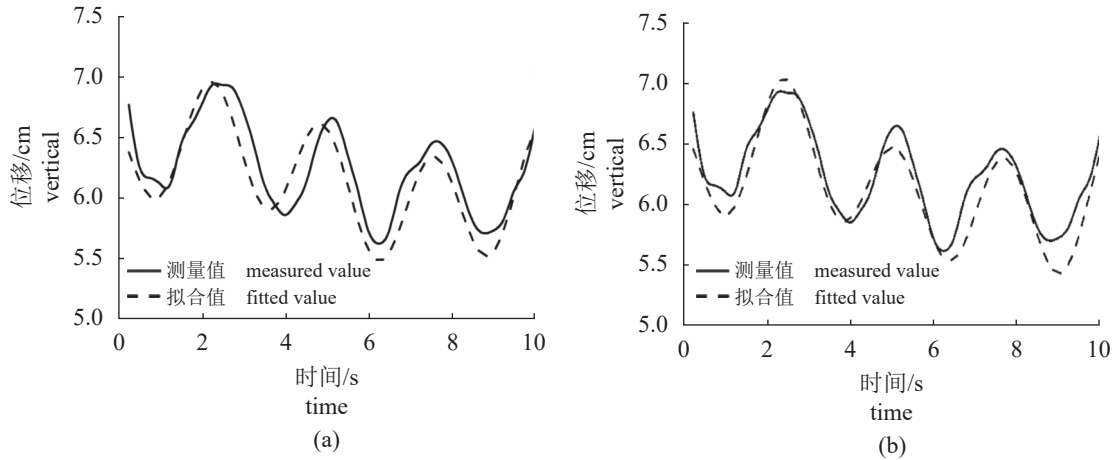 7.5
7.0
6.5
6.0
5.5
5.0
位移/cm
vertical
测量值 measured value
拟合值 fitted value
0 2 4 6 8 10
时间/s
time
(a)
7.5
7.0
6.5
6.0
5.5
5.0
位移/cm
vertical
测量值 measured value
拟合值 fitted value
0 2 4 6 8 10
时间/s
time
(b)